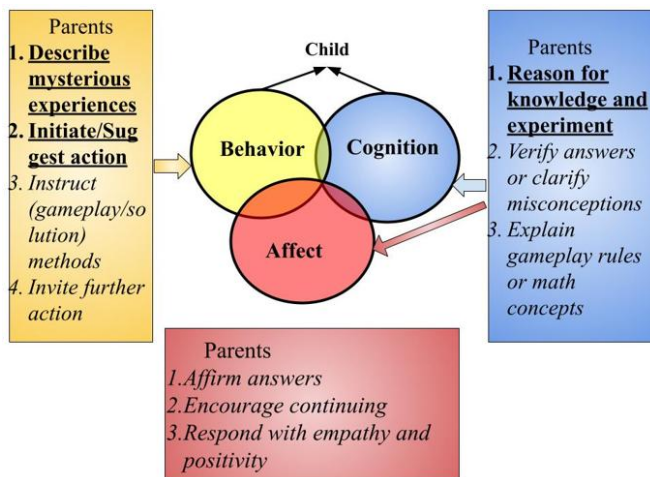 Parents
1. Describe
mysterious
experiences
2. Initiate/Sug
gest action
3. Instruct
(gameplay/so
lution)
methods
4. Invite further
action
Child
Behavior
Cognition
Affect
Parents
1. Reason for
knowledge and
experiment
2. Verify answers
or clarify
misconceptions
3. Explain
gameplay rules
or math
concepts
Parents
1.Affirm answers
2.Encourage continuing
3.Respond with empathy and
positivity